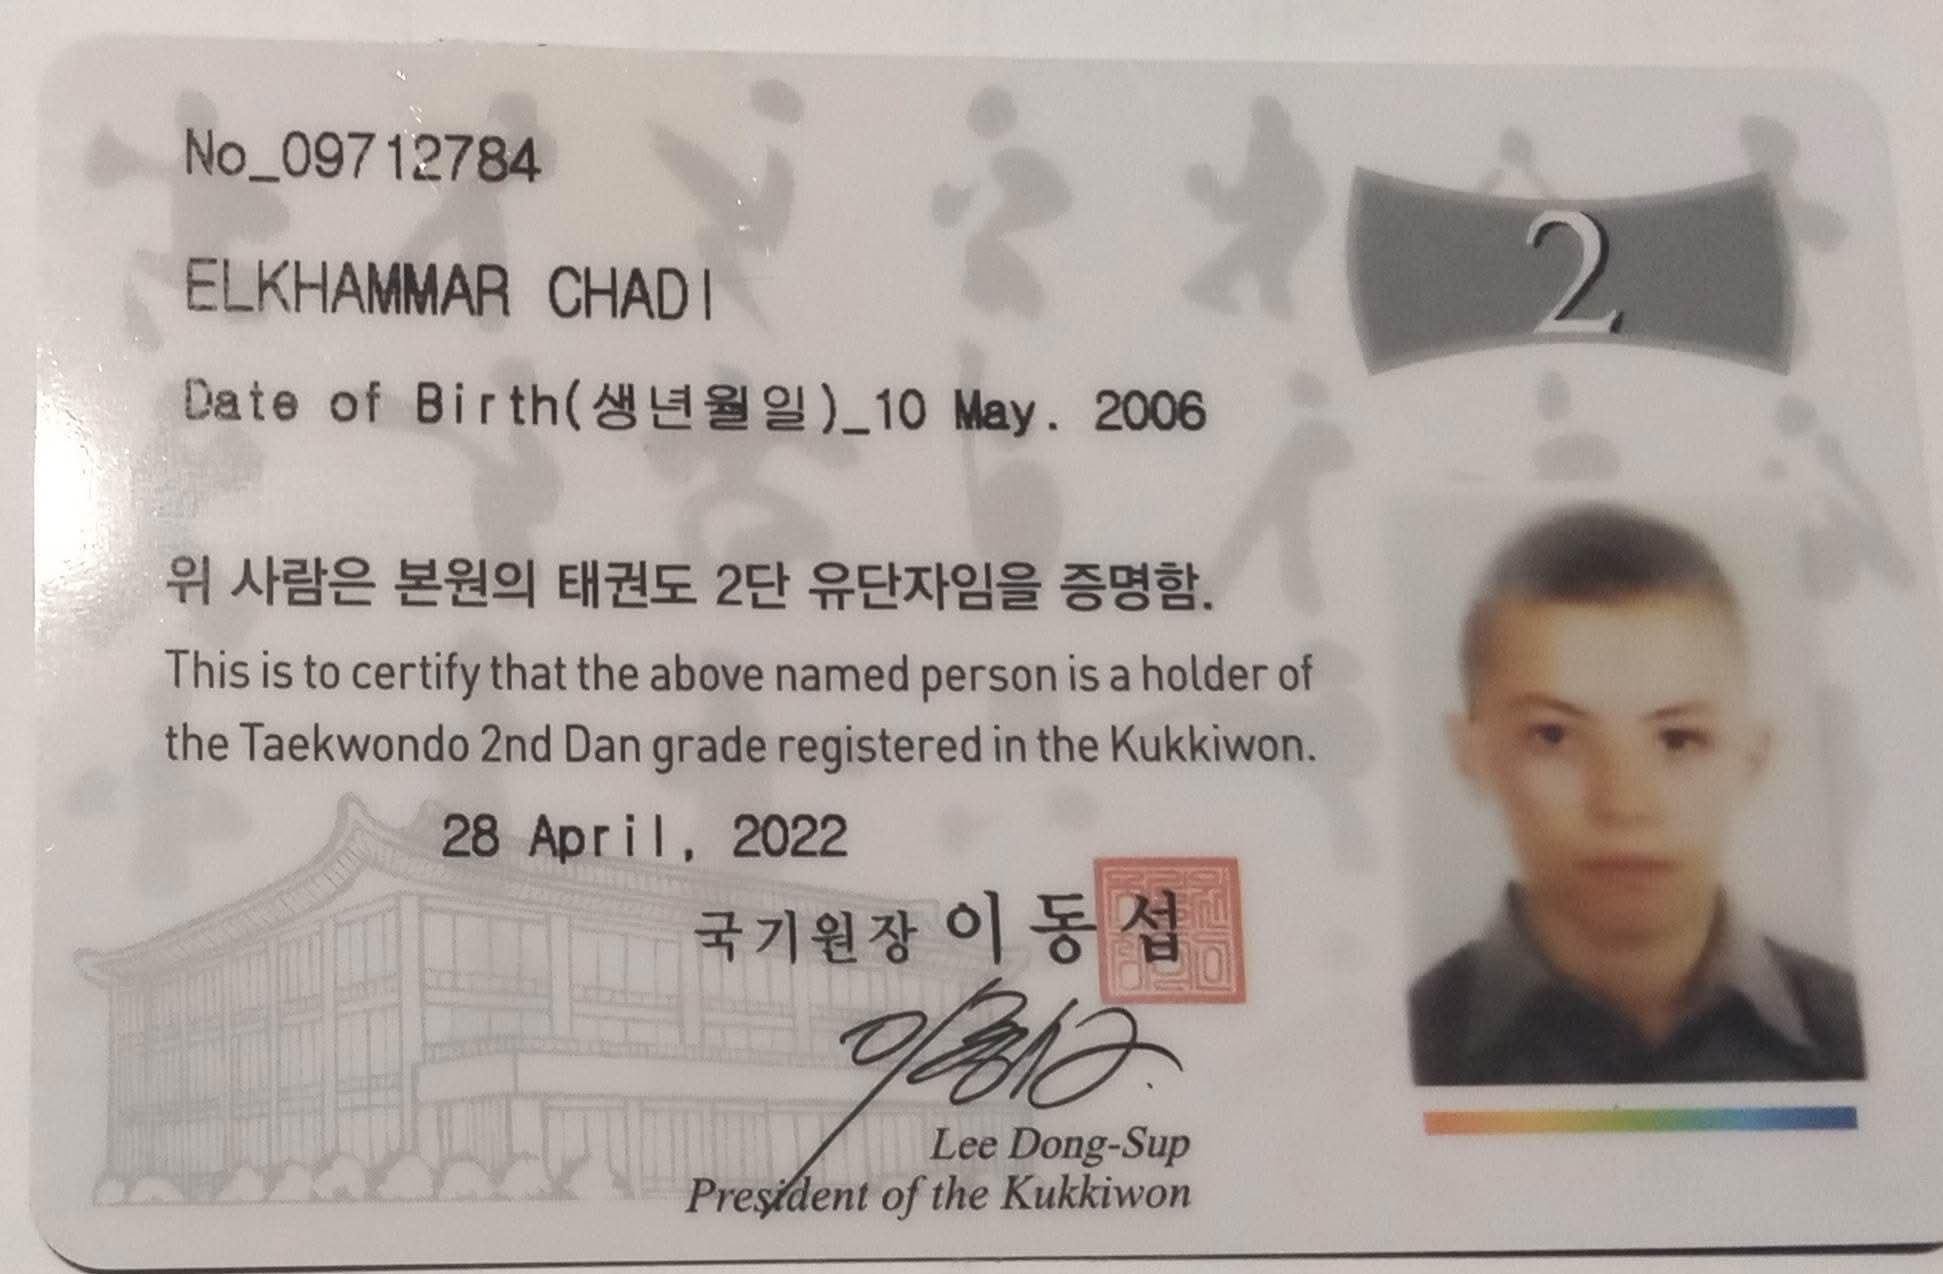 No_09712784
2
ELKHAMMAR CHADI
Date of Birth(생년월일)_10 May. 2006
위 사람은 본원의 태권도 2단 유단자임을 증명함.
This is to certify that the above named person is a holder of
the Taekwondo 2nd Dan grade registered in the Kukkiwon.
28 April, 2022
국기원장 이동섭
Lee Dong-Sup
President of the Kukkiwon